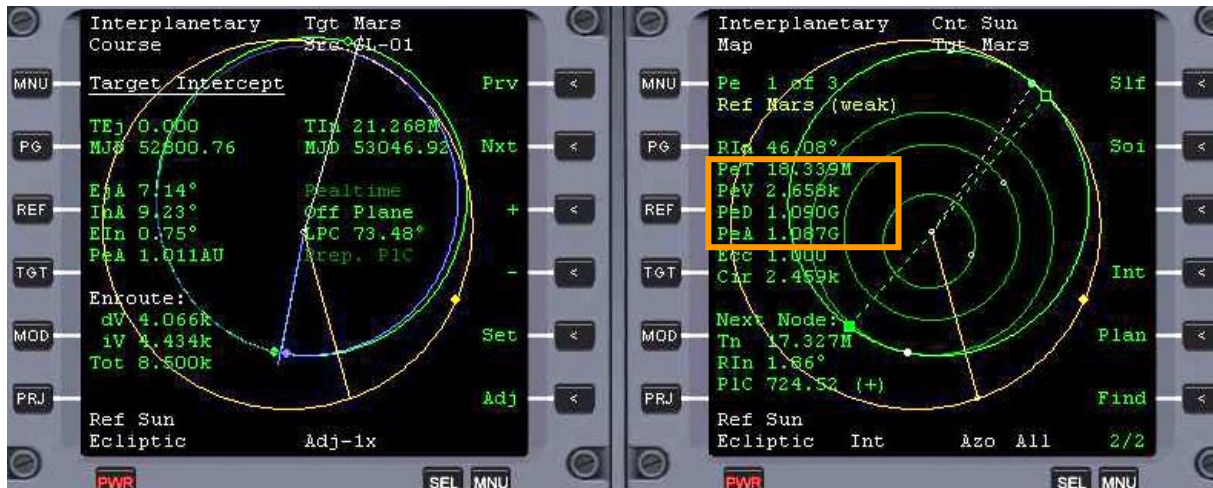 Interplanetary Tgt Mars
Course Src GL-01
MNU Target Intercept Prv <
TEj 0.000 TIn 21.268M
PG MJD 52800.76 MJD 53046.92 Nxt <
EjA 7.14° Realtime
REF InA 9.23° Off Plane + <
EIn 0.75° LPC 73.48°
PeA 1.011AU Prep. PlC
TGT - <
Enroute:
dV 4.066k
MOD iV 4.434k Set <
Tot 8.500k
PRJ Adj <
Ref Sun
Ecliptic Adj-1x
PWR SEL MNU
Interplanetary Cnt Sun
Map Tgt Mars
MNU Pe 1 of 3 Slf <
Ref Mars (weak)
PG RIn 46.08° Soi <
PeT 18.339M
PeV 2.658k
REF PeD 1.090G <
PeA 1.087G
Ecc 1.000
TGT Cir 2.459k Int <
Next Node:
MOD Tn 17.327M Plan <
RIn 1.86°
PlC 724.52 (+)
PRJ Find <
Ref Sun
Ecliptic Int Azo All 2/2
PWR SEL MNU